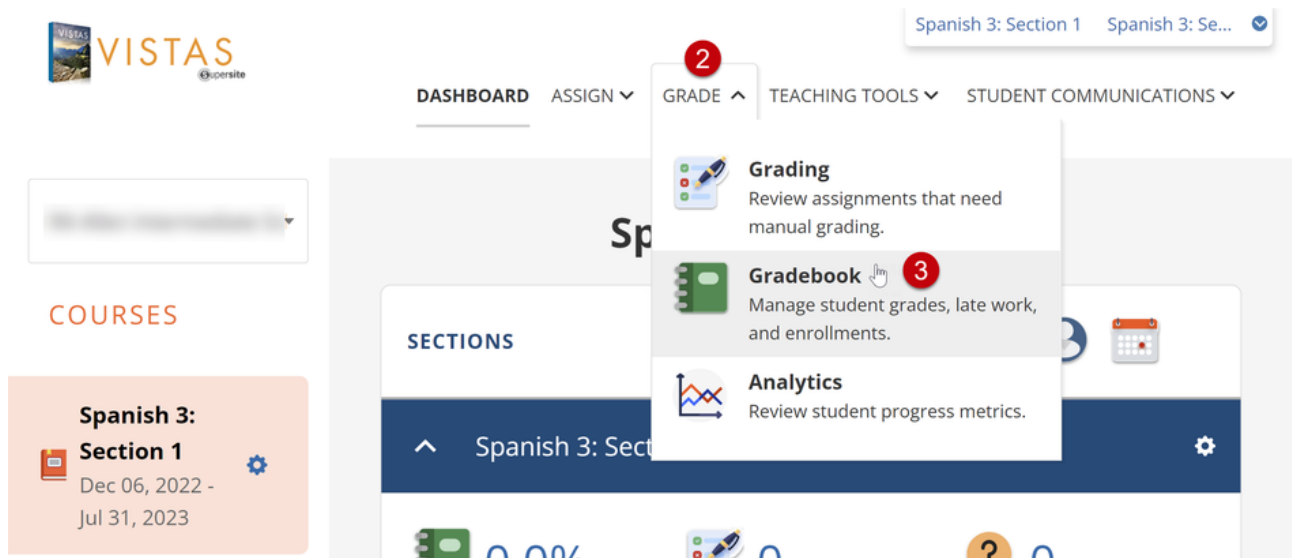 VISTAS
VISTAS
Supersite
Spanish 3: Section 1 Spanish 3: Se...
2
DASHBOARD ASSIGN GRADE TEACHING TOOLS STUDENT COMMUNICATIONS
Grading
Review assignments that need
manual grading.
Sp
Gradebook 3
Manage student grades, late work,
and enrollments.
COURSES
SECTIONS
Analytics
Review student progress metrics.
Spanish 3:
Section 1
Dec 06, 2022 -
Jul 31, 2023
Spanish 3: Sect
0.0% 0 ? 0